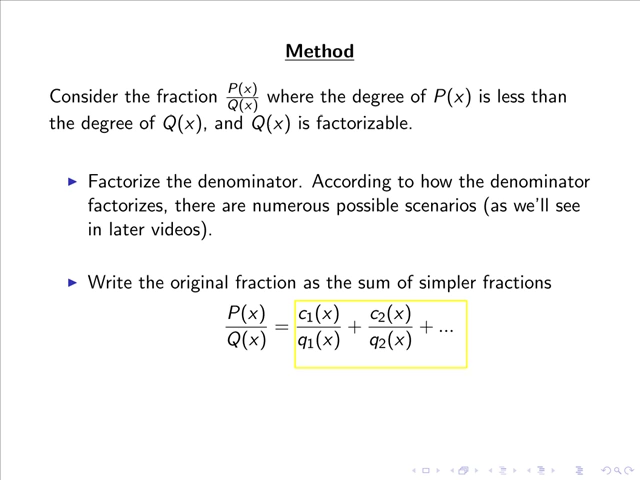 Method
Consider the fraction P(x)/Q(x) where the degree of P(x) is less than
the degree of Q(x), and Q(x) is factorizable.
Factorize the denominator. According to how the denominator
factorizes, there are numerous possible scenarios (as we'll see
in later videos).
Write the original fraction as the sum of simpler fractions
P(x)/Q(x) = c₁(x)/q₁(x) + c₂(x)/q₂(x) + ...